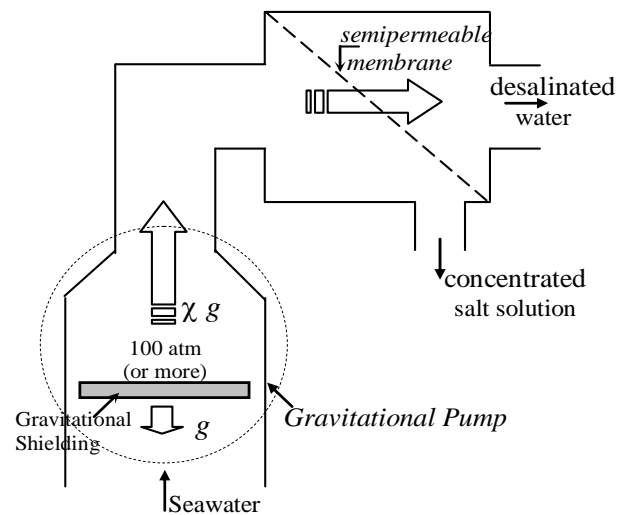 semipermeable
membrane
desalinated
water
concentrated
salt solution
χ g
100 atm
(or more)
Gravitational
Shielding
g
Gravitational Pump
Seawater